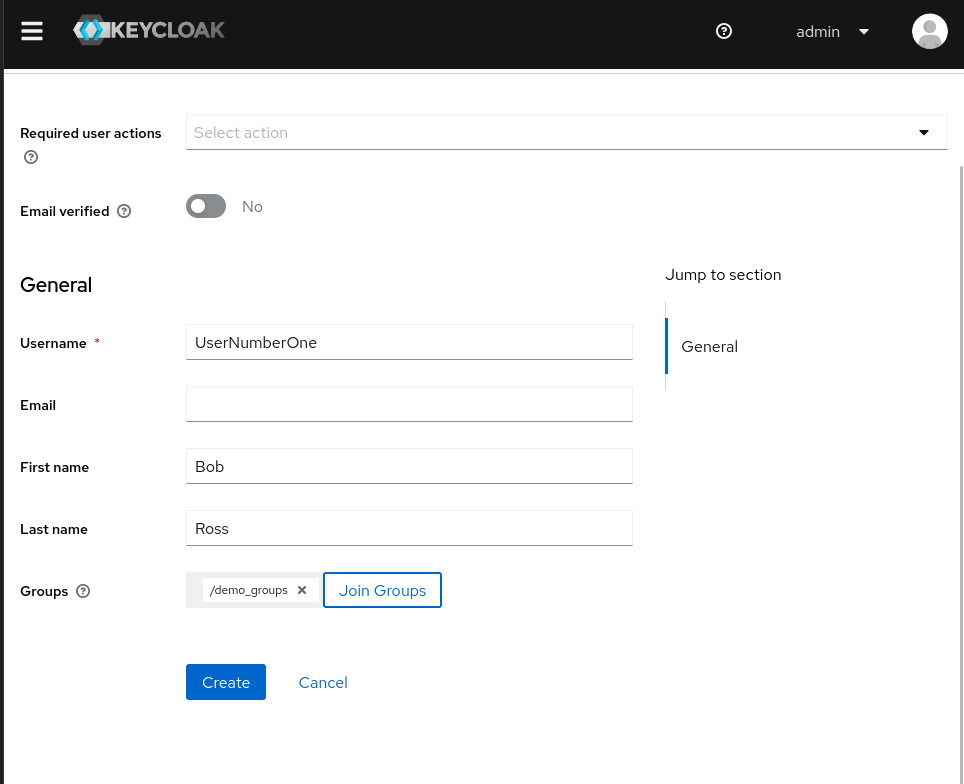 KEYCLOAK
admin
Required user actions
Select action
Email verified
No
General
Jump to section
General
Username *
UserNumberOne
Email
First name
Bob
Last name
Ross
Groups
/demo_groups
Join Groups
Create
Cancel